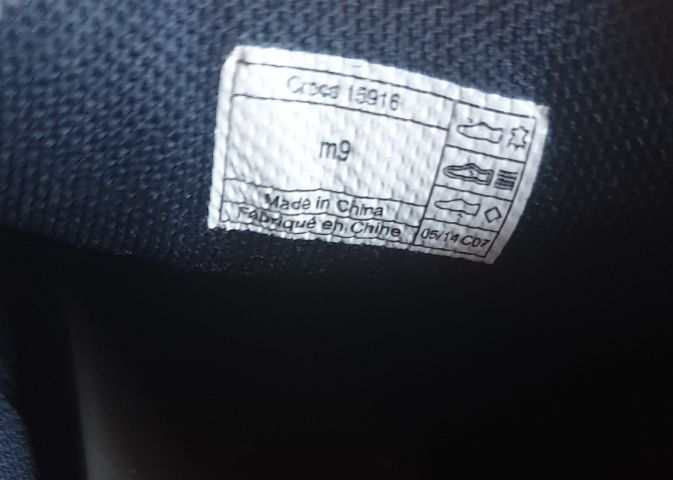 Crocs 15916
m9
Made in China
Fabriqué en Chine
05/14 C07